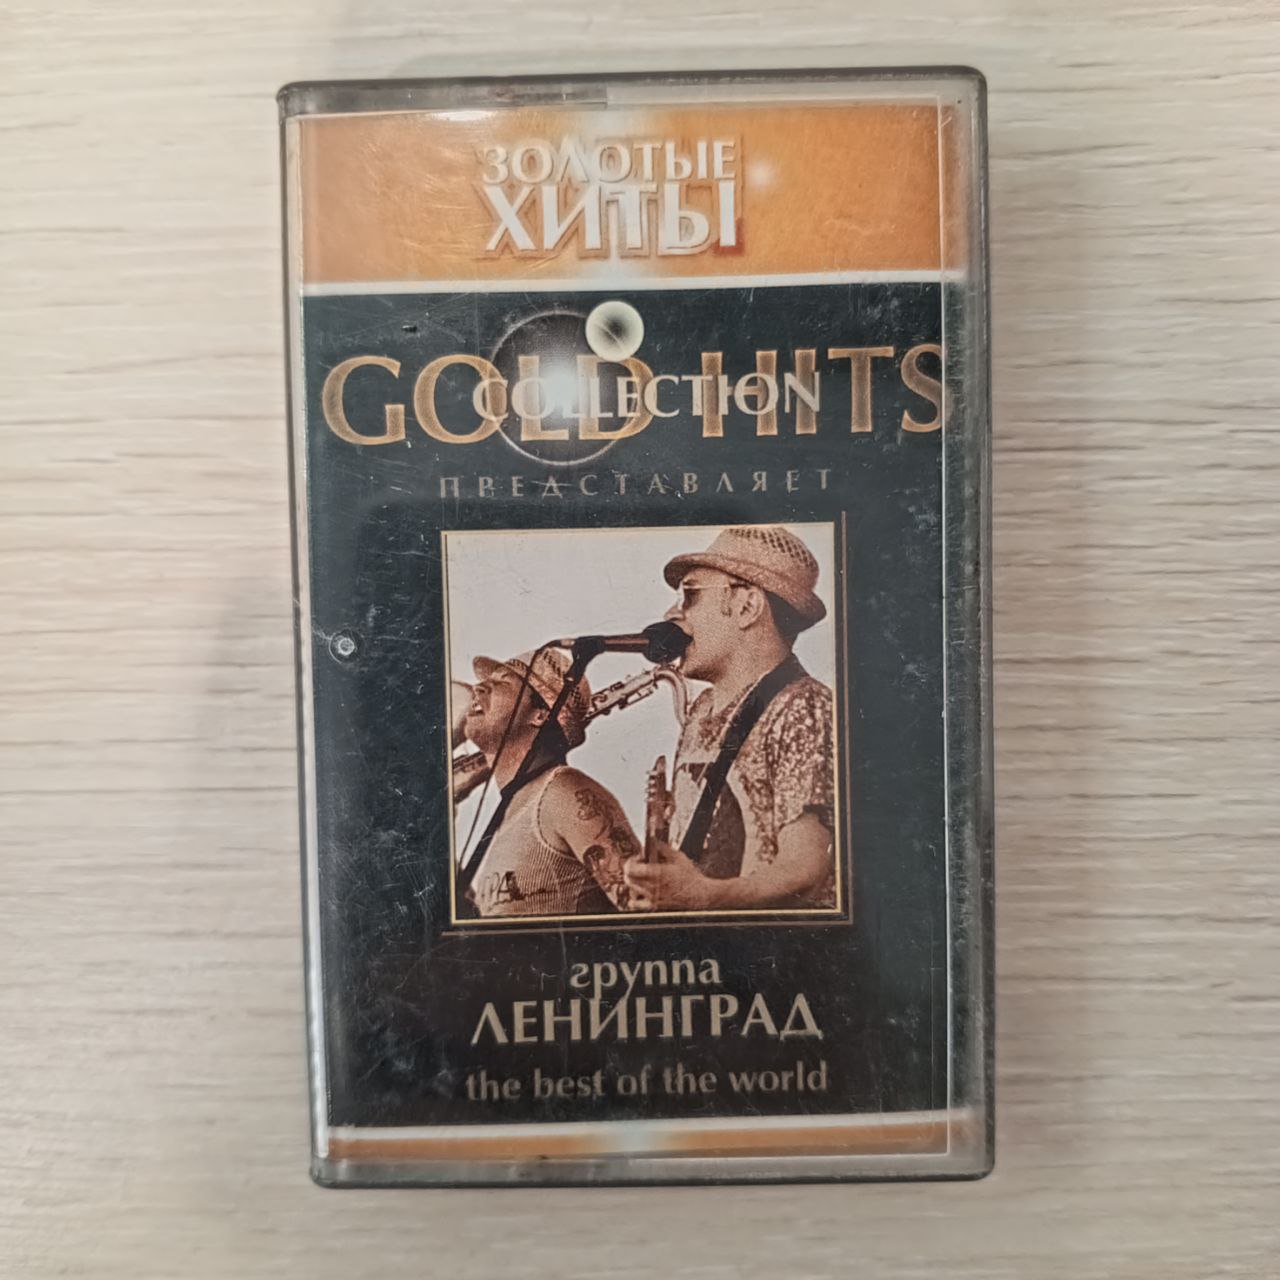 ЗОЛОТЫЕ
ХИТЫ
GOLD HITS
COLLECTION
ПРЕДСТАВЛЯЕТ
группа
ЛЕНИНГРАД
the best of the world